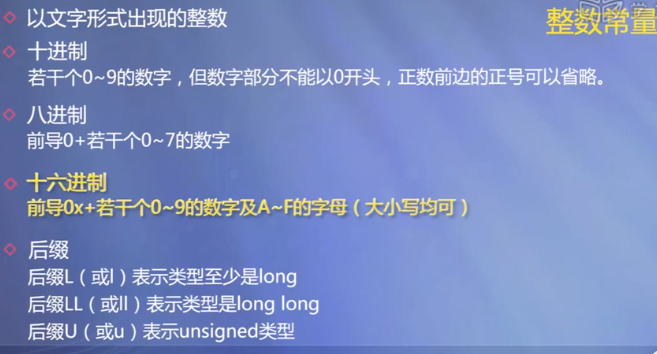 整数常量
以文字形式出现的整数
十进制
若干个0~9的数字，但数字部分不能以0开头，正数前边的正号可以省略。
八进制
前导0+若干个0~7的数字
十六进制
前导0x+若干个0~9的数字及A~F的字母（大小写均可）
后缀
后缀L（或l）表示类型至少是long
后缀LL（或ll）表示类型是long long
后缀U（或u）表示unsigned类型